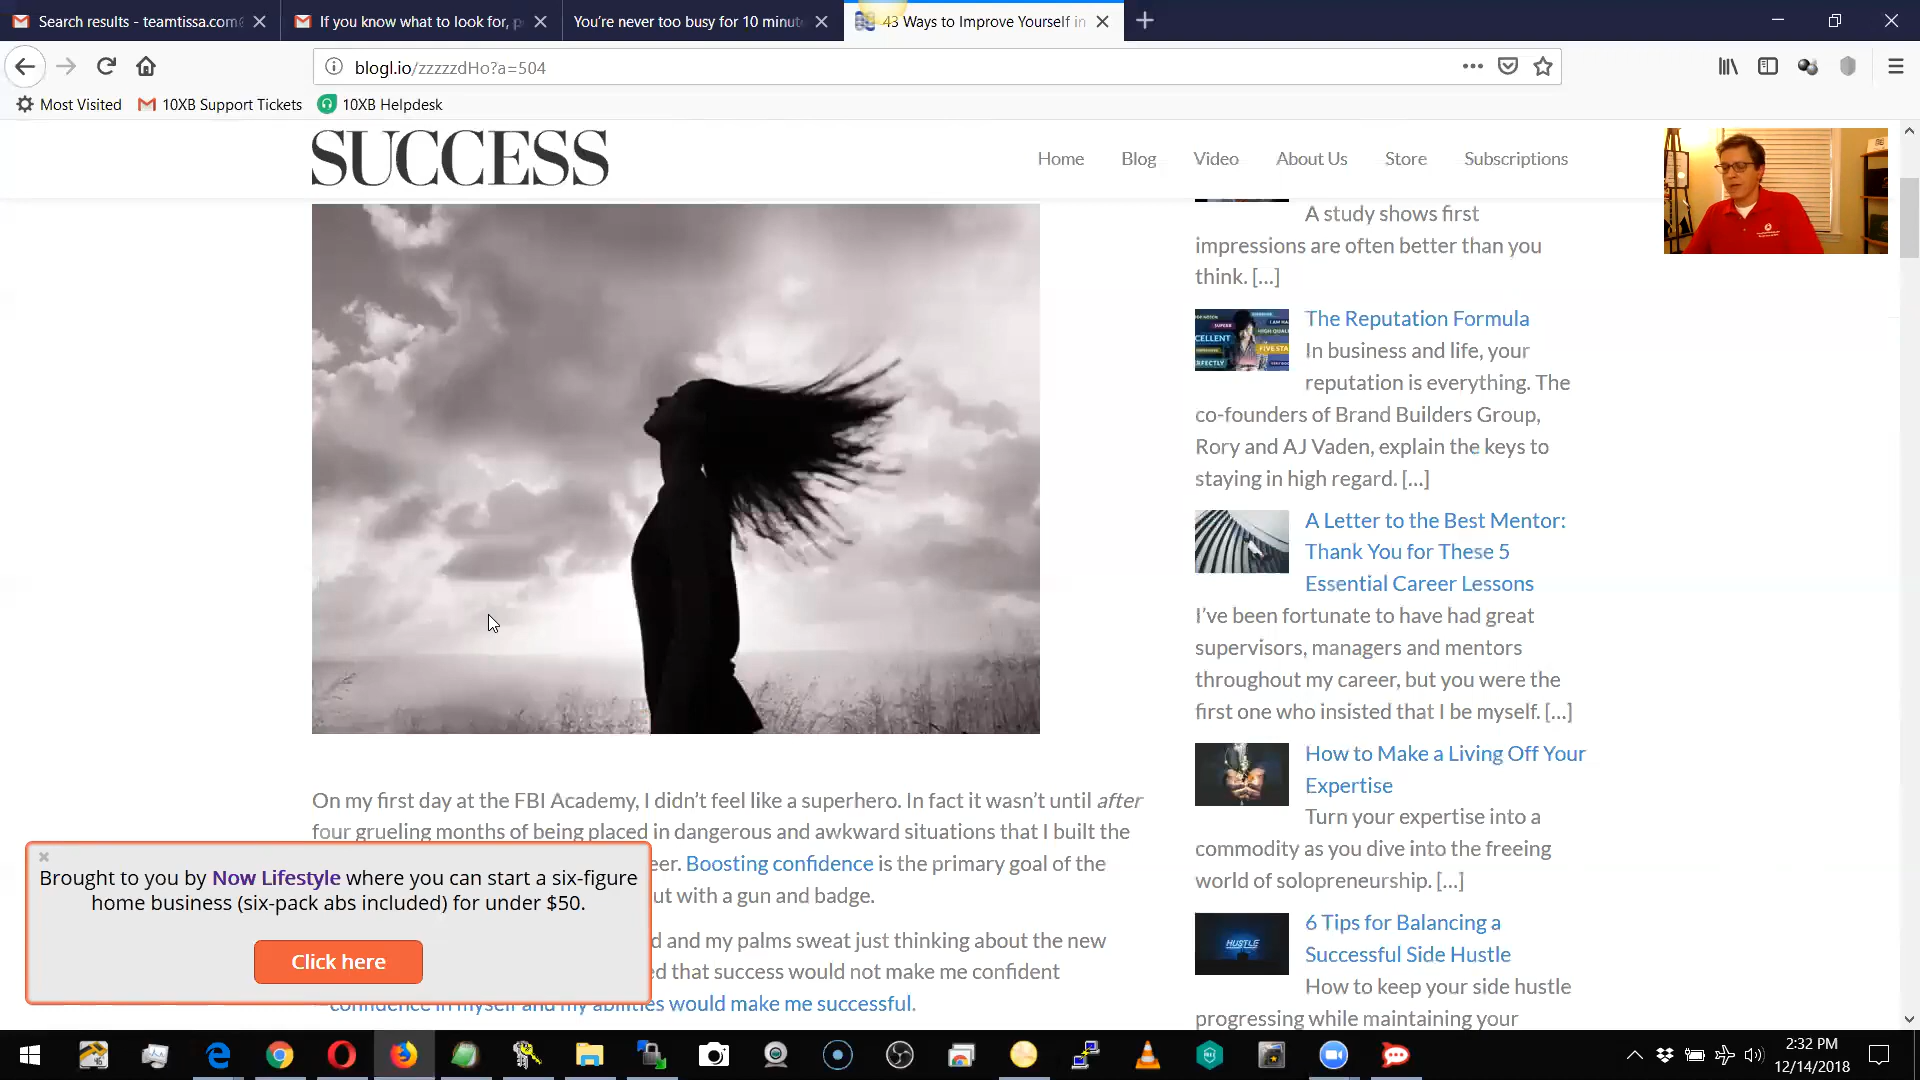 Search results - teamtissa.com@
If you know what to look for, p
You're never too busy for 10 minut
43 Ways to Improve Yourself in
blogl.io/zzzzzdHo?a=504
Most Visited
10XB Support Tickets
10XB Helpdesk
SUCCESS
Home
Blog
Video
About Us
Store
Subscriptions
On my first day at the FBI Academy, I didn't feel like a superhero. In fact it wasn't until after
four grueling months of being placed in dangerous and awkward situations that I built the
eer. Boosting confidence is the primary goal of the
ut with a gun and badge.
d and my palms sweat just thinking about the new
ed that success would not make me confident
confidence in myself and my abilities would make me successful.
A study shows first
impressions are often better than you
think. [...]
The Reputation Formula
In business and life, your
reputation is everything. The
co-founders of Brand Builders Group,
Rory and AJ Vaden, explain the keys to
staying in high regard. [...]
A Letter to the Best Mentor:
Thank You for These 5
Essential Career Lessons
I've been fortunate to have had great
supervisors, managers and mentors
throughout my career, but you were the
first one who insisted that I be myself. [...]
HUSTLE
How to Make a Living Off Your
Expertise
Turn your expertise into a
commodity as you dive into the freeing
world of solopreneurship. [...]
6 Tips for Balancing a
Successful Side Hustle
How to keep your side hustle
progressing while maintaining your
Brought to you by Now Lifestyle where you can start a six-figure
home business (six-pack abs included) for under $50.
Click here
2:32 PM
12/14/2018